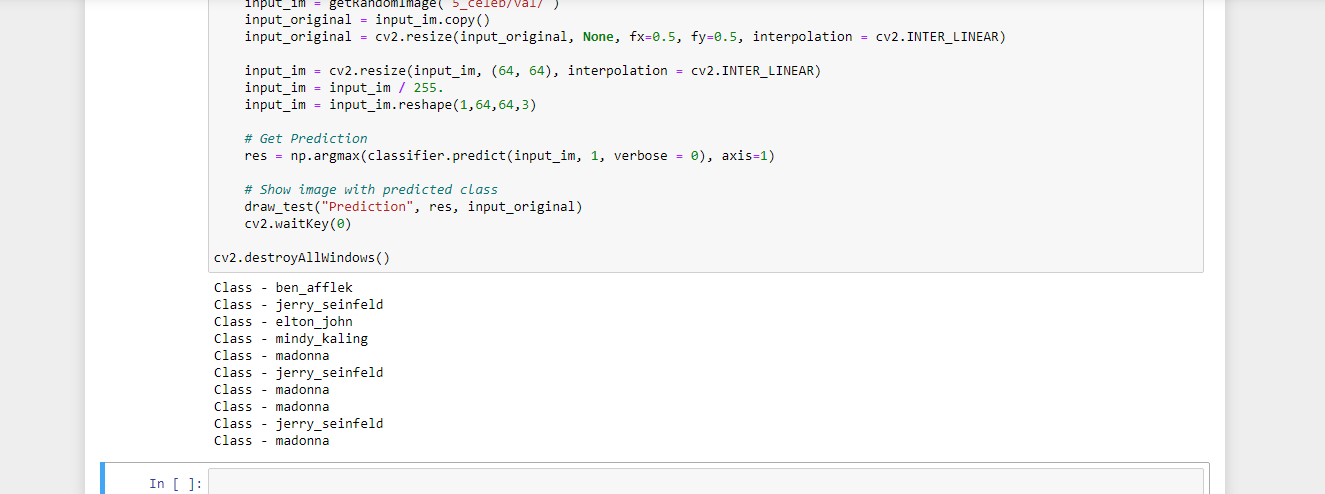 input_im = getRandomImage("5_celeb/val/")
input_original = input_im.copy()
input_original = cv2.resize(input_original, None, fx=0.5, fy=0.5, interpolation = cv2.INTER_LINEAR)
input_im = cv2.resize(input_im, (64, 64), interpolation = cv2.INTER_LINEAR)
input_im = input_im / 255.
input_im = input_im.reshape(1,64,64,3)
# Get Prediction
res = np.argmax(classifier.predict(input_im, 1, verbose = 0), axis=1)
# Show image with predicted class
draw_test("Prediction", res, input_original)
cv2.waitKey(0)
cv2.destroyAllWindows()
Class - ben_afflek
Class - jerry_seinfeld
Class - elton_john
Class - mindy_kaling
Class - madonna
Class - jerry_seinfeld
Class - madonna
Class - madonna
Class - jerry_seinfeld
Class - madonna
In [ ]: